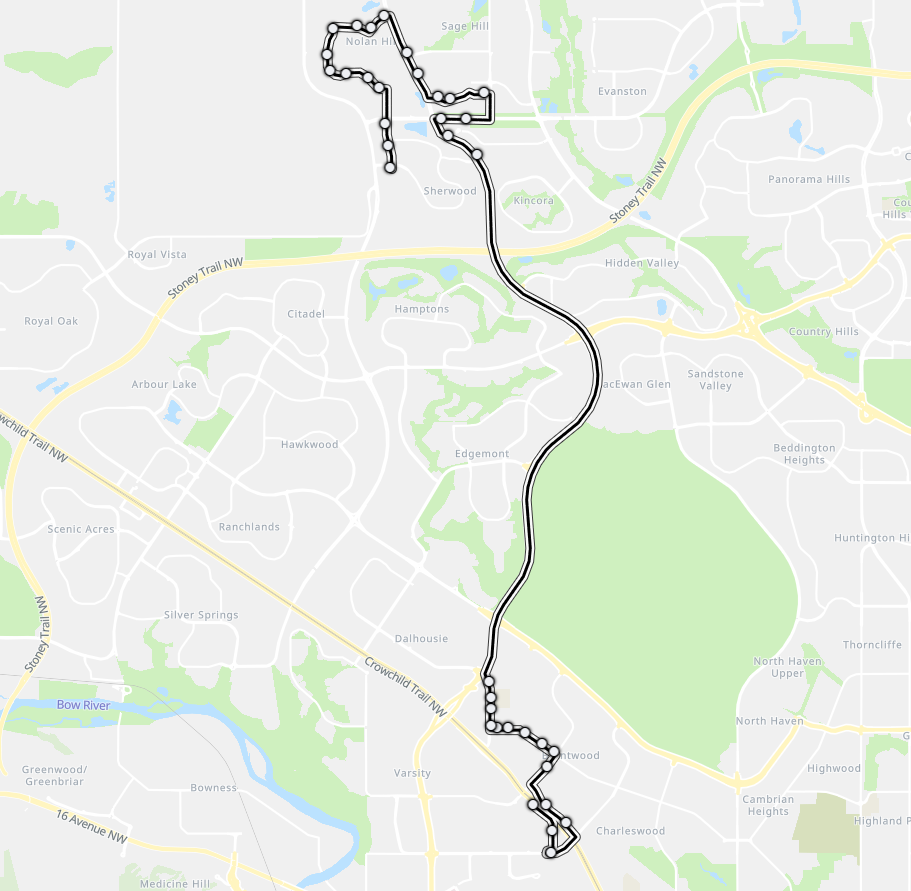 Sage Hill
Nolan Hill
Evanston
Panorama Hills
Sherwood
Kincora
Stoney Trail NW
Hills
Royal Vista
Hidden Valley
Stoney Trail NW
Citadel
Hamptons
Royal Oak
Country Hills
Arbour Lake
MacEwan Glen
Sandstone
Valley
Crowchild Trail NW
Hawkwood
Edgemont
Beddington
Heights
Scenic Acres
Ranchlands
Huntington Hi
Silver Springs
Stoney Trail NW
Dalhousie
Thorncliffe
Crowchild Trail NW
North Haven
Upper
Bow River
North Haven
Greenwood/
Greenbriar
Varsity
Brentwood
Highwood
Bowness
Cambrian
Heights
16 Avenue NW
Charleswood
Highland P
Medicine Hill